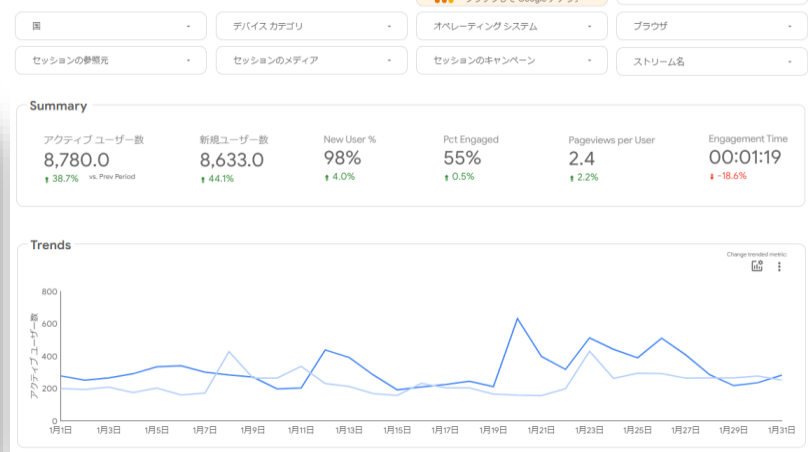 国
デバイス カテゴリ
オペレーティング システム
ブラウザ
セッションの参照元
セッションのメディア
セッションのキャンペーン
ストリーム名
Summary
アクティブ ユーザー数
8,780.0
38.7% vs. Prev Period
新規ユーザー数
8,633.0
44.1%
New User %
98%
4.0%
Pct Engaged
55%
0.5%
Pageviews per User
2.4
2.2%
Engagement Time
00:01:19
-18.6%
Trends
Change trended metric:
アクティブ ユーザー数
800
600
400
200
0
1月1日
1月3日
1月5日
1月7日
1月9日
1月11日
1月13日
1月15日
1月17日
1月19日
1月21日
1月23日
1月25日
1月27日
1月29日
1月31日